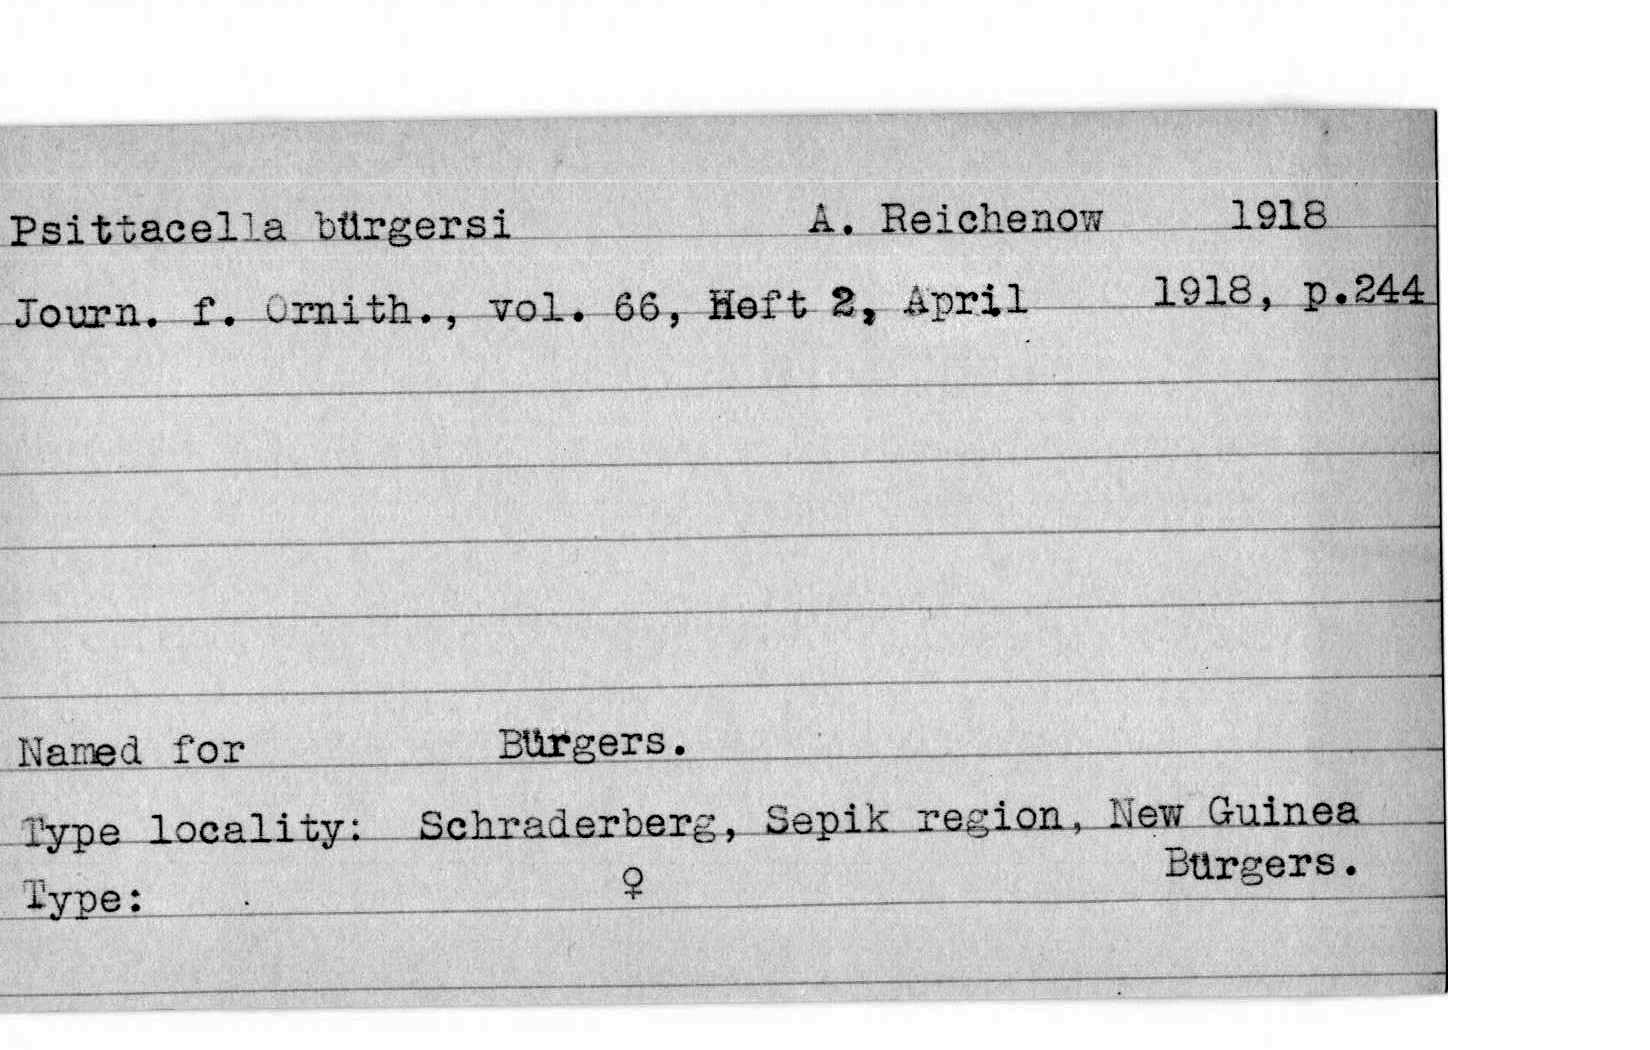 Psittacella bürgersi A. Reichenow 1918
Journ. f. Ornith., vol. 66, Heft 2, April 1918, p.244
Named for Bürgers.
Type locality: Schraderberg, Sepik region, New Guinea
Type: ♀ Bürgers.